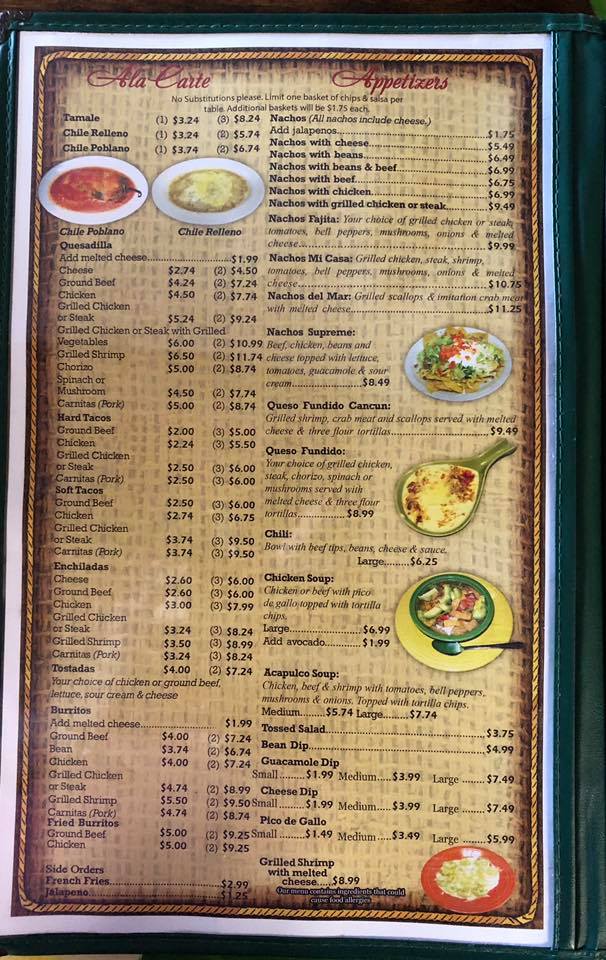 Ala Carte
Appetizers
No Substitutions please. Limit one basket of chips & salsa per
table. Additional baskets will be $1.75 each.
Tamale (1) $3.24 (3) $8.24
Chile Relleno (1) $3.24 (2) $5.74
Chile Poblano (1) $3.74 (2) $6.74
Chile Poblano
Chile Relleno
Quesadilla
Add melted cheese..........................$1.99
Cheese $2.74 (2) $4.50
Ground Beef $4.24 (2) $7.24
Chicken $4.50 (2) $7.74
Grilled Chicken
or Steak $5.24 (2) $9.24
Grilled Chicken or Steak with Grilled
Vegetables $6.00 (2) $10.99
Grilled Shrimp $6.50 (2) $11.74
Chorizo $5.00 (2) $8.74
Spinach or
Mushroom $4.50 (2) $7.74
Carnitas (Pork) $5.00 (2) $8.74
Hard Tacos
Ground Beef $2.00 (3) $5.00
Chicken $2.24 (3) $5.50
Grilled Chicken
or Steak $2.50 (3) $6.00
Carnitas (Pork) $2.50 (3) $6.00
Soft Tacos
Ground Beef $2.50 (3) $6.00
Chicken $2.74 (3) $6.75
Grilled Chicken
or Steak $3.74 (3) $9.50
Carnitas (Pork) $3.74 (3) $9.50
Enchiladas
Cheese $2.60 (3) $6.00
Ground Beef $2.60 (3) $6.00
Chicken $3.00 (3) $7.99
Grilled Chicken
or Steak $3.24 (3) $8.24
Grilled Shrimp $3.50 (3) $8.99
Carnitas (Pork) $3.24 (3) $8.24
Tostadas $4.00 (2) $7.24
Your choice of chicken or ground beef,
lettuce, sour cream & cheese
Burritos
Add melted cheese..........................$1.99
Ground Beef $4.00 (2) $7.24
Bean $3.74 (2) $6.74
Chicken $4.00 (2) $7.24
Grilled Chicken
or Steak $4.74 (2) $8.99
Grilled Shrimp $5.50 (2) $9.50
Carnitas (Pork) $4.74 (2) $8.74
Fried Burritos
Ground Beef $5.00 (2) $9.25
Chicken $5.00 (2) $9.25
Side Orders
French Fries..........................$2.99
Jalapeno..........................$1.25
Nachos (All nachos include cheese.)
Add jalapenos..........................$1.75
Nachos with cheese..........................$5.49
Nachos with beans..........................$6.49
Nachos with beans & beef..........................$6.99
Nachos with beef..........................$6.75
Nachos with chicken..........................$6.99
Nachos with grilled chicken or steak..........$9.49
Nachos Fajita: Your choice of grilled chicken or steak,
tomatoes, bell peppers, mushrooms, onions & melted
cheese..........................$9.99
Nachos Mi Casa: Grilled chicken, steak, shrimp,
tomatoes, bell peppers, mushrooms, onions & melted
cheese..........................$10.75
Nachos del Mar: Grilled scallops & imitation crab meat
with melted cheese..........................$11.25
Nachos Supreme:
Beef, chicken, beans and
cheese topped with lettuce,
tomatoes, guacamole & sour
cream..................$8.49
Queso Fundido Cancun:
Grilled shrimp, crab meat and scallops served with melted
cheese & three flour tortillas..........................$9.49
Queso Fundido:
Your choice of grilled chicken,
steak, chorizo, spinach or
mushrooms served with
melted cheese & three flour
tortillas................$8.99
Chili:
Bowl with beef tips, beans, cheese & sauce.
Large.........$6.25
Chicken Soup:
Chicken or beef with pico
de gallo topped with tortilla
chips.
Large..........................$6.99
Add avocado..........................$1.99
Acapulco Soup:
Chicken, beef & shrimp with tomatoes, bell peppers,
mushrooms & onions. Topped with tortilla chips.
Medium.......$5.74 Large........$7.74
Tossed Salad..........................$3.75
Bean Dip..........................$4.99
Guacamole Dip
Small........$1.99 Medium.....$3.99 Large.......$7.49
Cheese Dip
Small........$1.99 Medium.....$3.99 Large.......$7.49
Pico de Gallo
Small........$1.49 Medium.....$3.49 Large.......$5.99
Grilled Shrimp
with melted
cheese.....$8.99
Our menu contains ingredients that could
cause food allergies